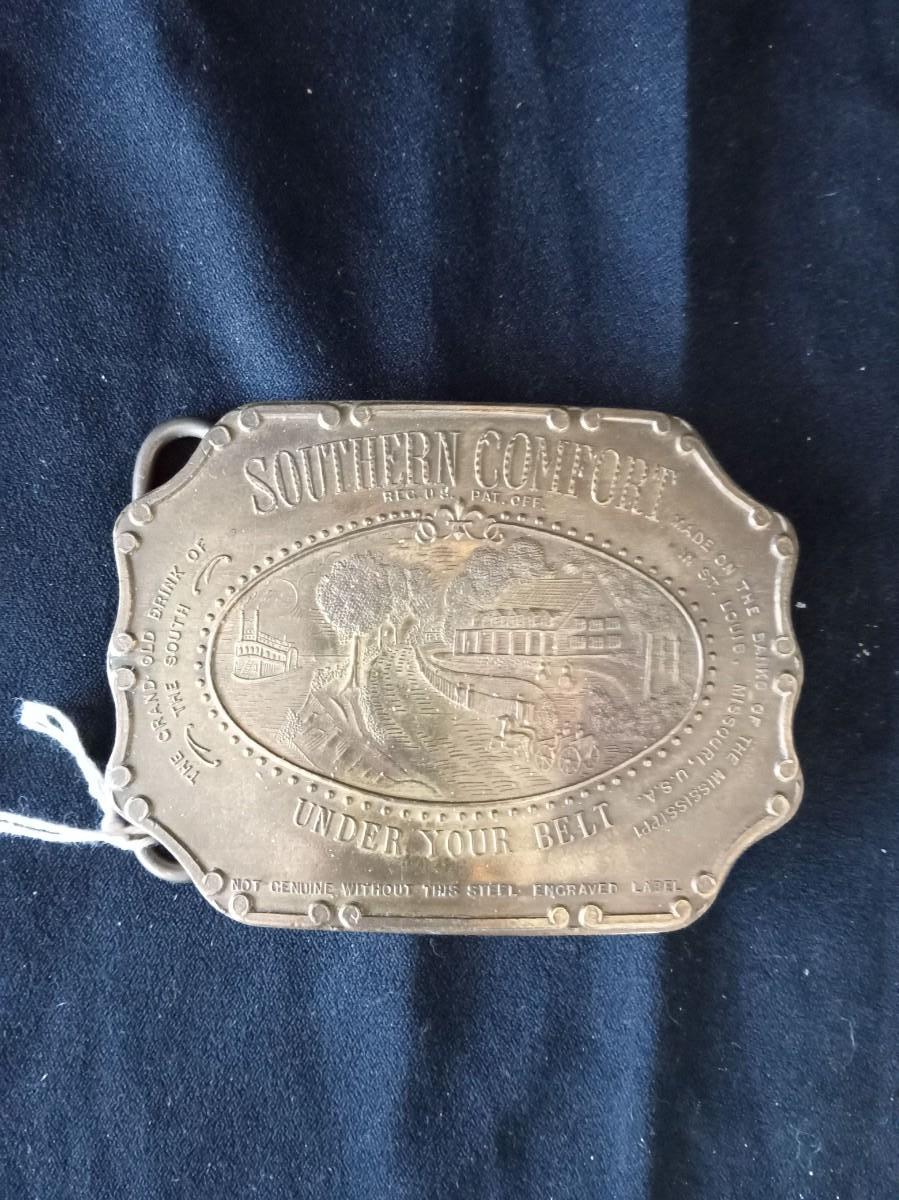 SOUTHERN COMFORT
REG. U.S. PAT. OFF.
THE GRAND OLD DRINK OF
THE SOUTH
MADE ON THE BANKS OF THE MISSISSIPPI
IN ST. LOUIS, MISSOURI, U.S.A.
UNDER YOUR BELT
NOT GENUINE WITHOUT THIS STEEL ENGRAVED LABEL